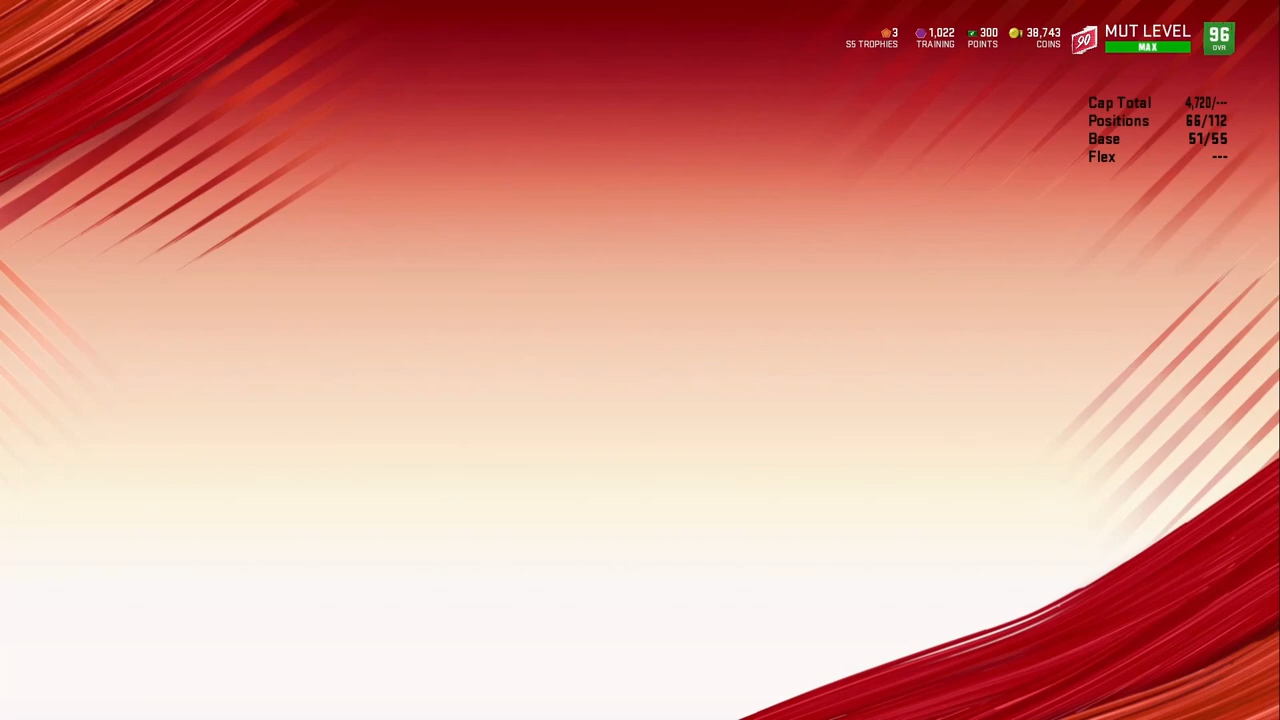 3 1,022 300 38,743 MUT LEVEL 96
S5 TROPHIES TRAINING POINTS COINS 90 MAX OVR
Cap Total 4,720/---
Positions 66/112
Base 51/55
Flex ---